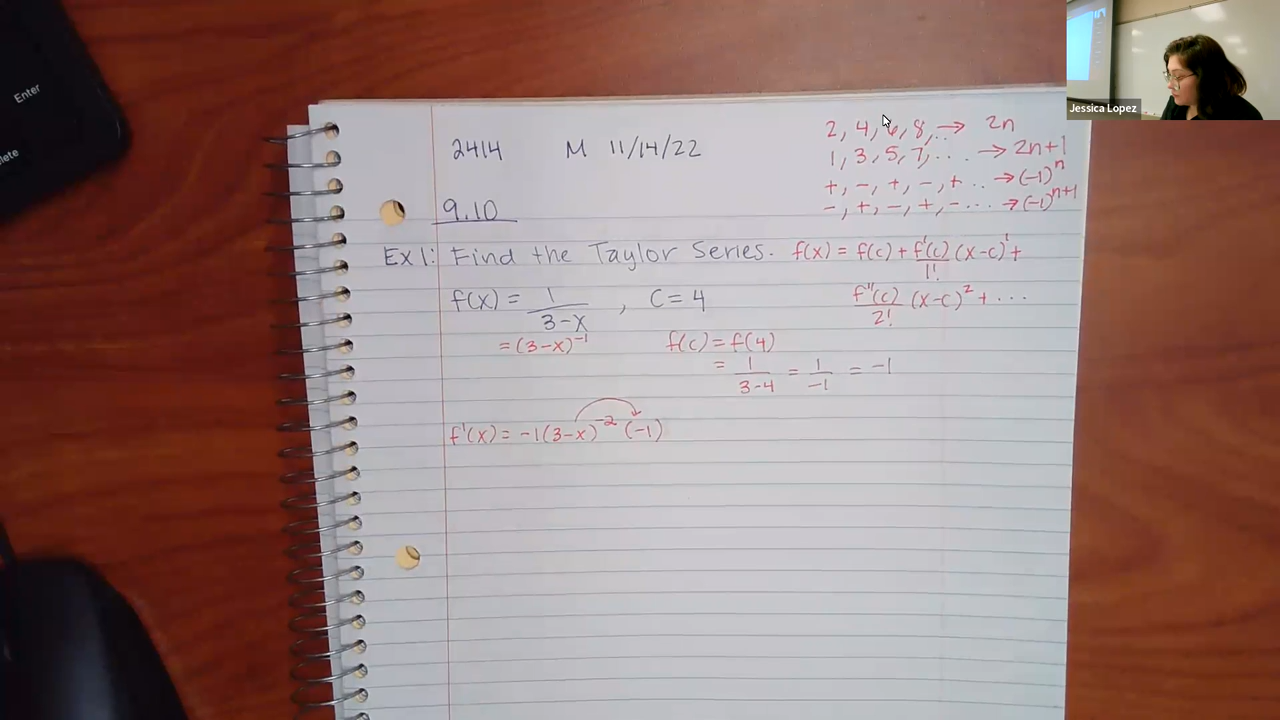 Enter
lete
Jessica Lopez
2, 4, 6, 8, ... → 2n
2414 M 11/14/22
1, 3, 5, 7, ... → 2n+1
+, -, +, -, + .. → (-1)^n
-, +, -, +, - ... → (-1)^{n+1}
9.10
Ex 1: Find the Taylor Series. f(x) = f(c) + f'(c)/1! (x-c)^1 +
f(x) = 1/(3-x) , C = 4 f''(c)/2! (x-c)^2 + ...
= (3-x)^{-1} f(c) = f(4)
= 1/(3-4) = 1/-1 = -1
f'(x) = -1(3-x)^{-2} (-1)